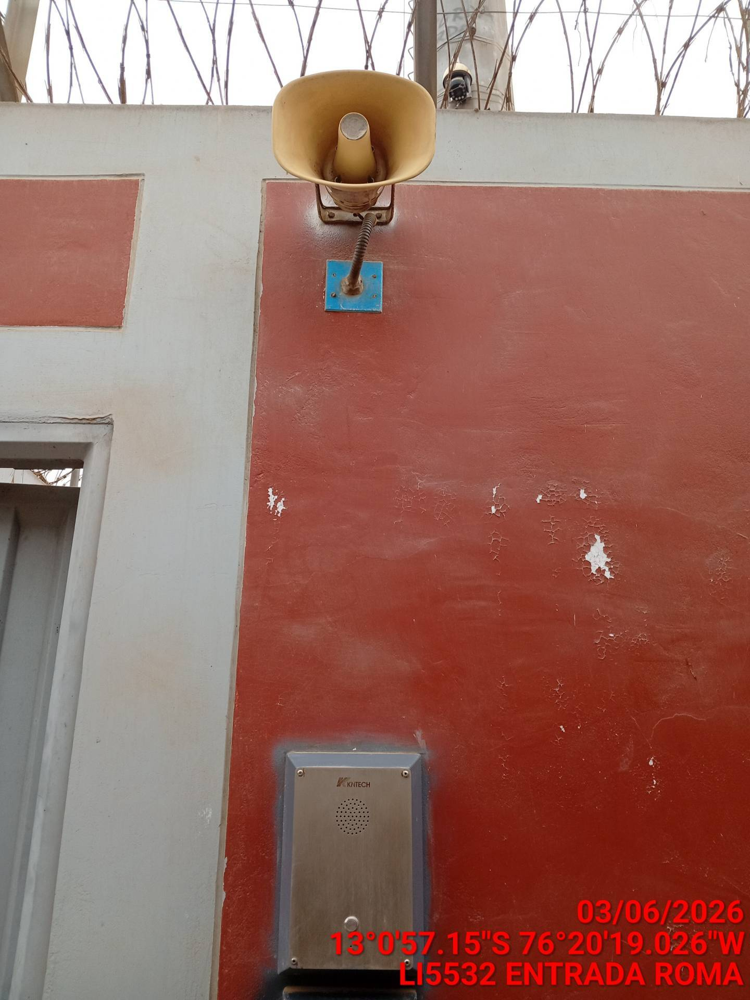 KNTECH
03/06/2026
13°0'57.15"S 76°20'19.026"W
LI5532 ENTRADA ROMA